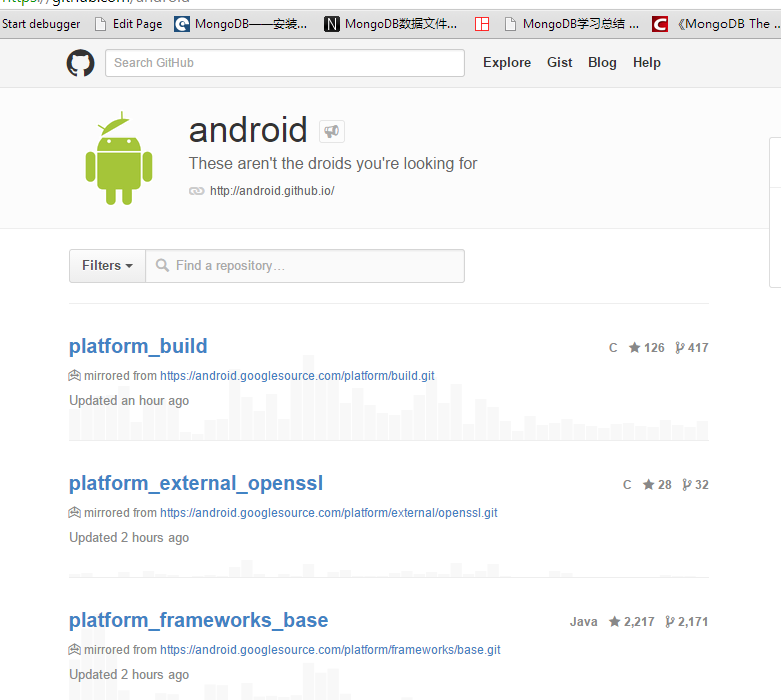 https://github.com/android
Start debugger Edit Page MongoDB——安装... MongoDB数据文件... MongoDB学习总结 ... 《MongoDB The ...
Search GitHub Explore Gist Blog Help
android
These aren't the droids you're looking for
http://android.github.io/
Filters Find a repository...
platform_build C 126 417
mirrored from https://android.googlesource.com/platform/build.git
Updated an hour ago
platform_external_openssl C 28 32
mirrored from https://android.googlesource.com/platform/external/openssl.git
Updated 2 hours ago
platform_frameworks_base Java 2,217 2,171
mirrored from https://android.googlesource.com/platform/frameworks/base.git
Updated 2 hours ago